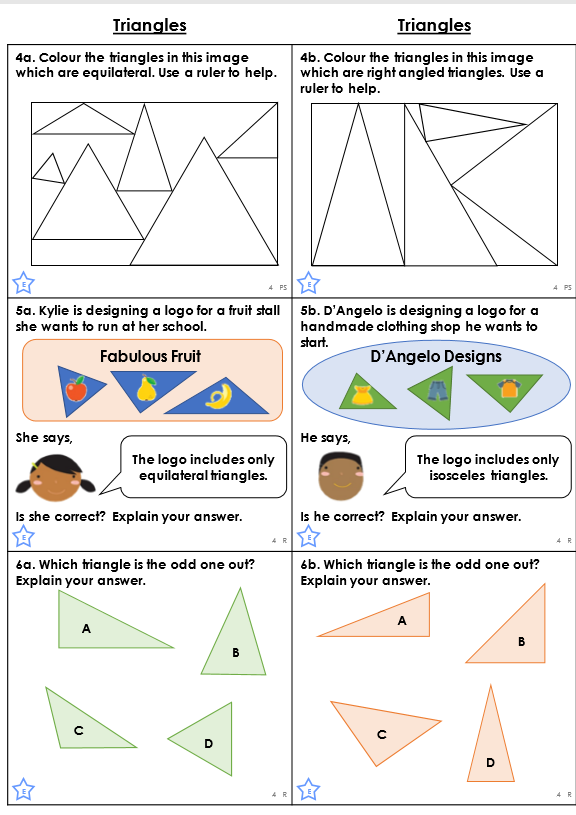 Triangles
4a. Colour the triangles in this image
which are equilateral. Use a ruler to help.
E
4 PS
Triangles
4b. Colour the triangles in this image
which are right angled triangles. Use a
ruler to help.
E
4 PS
5a. Kylie is designing a logo for a fruit stall
she wants to run at her school.
Fabulous Fruit
She says,
The logo includes only
equilateral triangles.
Is she correct? Explain your answer.
E
4 R
5b. D’Angelo is designing a logo for a
handmade clothing shop he wants to
start.
D’Angelo Designs
He says,
The logo includes only
isosceles triangles.
Is he correct? Explain your answer.
E
4 R
6a. Which triangle is the odd one out?
Explain your answer.
A
B
C
D
E
4 R
6b. Which triangle is the odd one out?
Explain your answer.
A
B
C
D
E
4 R